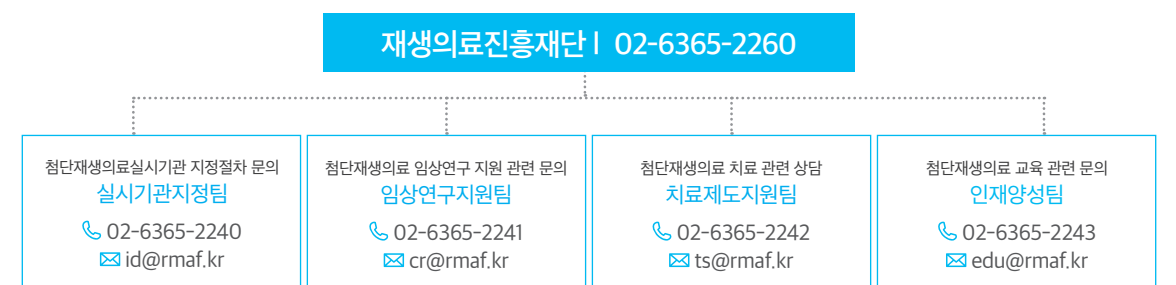 재생의료진흥재단 | 02-6365-2260
첨단재생의료실시기관 지정절차 문의
실시기관지정팀
02-6365-2240
id@rmaf.kr
첨단재생의료 임상연구 지원 관련 문의
임상연구지원팀
02-6365-2241
cr@rmaf.kr
첨단재생의료 치료 관련 상담
치료제도지원팀
02-6365-2242
ts@rmaf.kr
첨단재생의료 교육 관련 문의
인재양성팀
02-6365-2243
edu@rmaf.kr